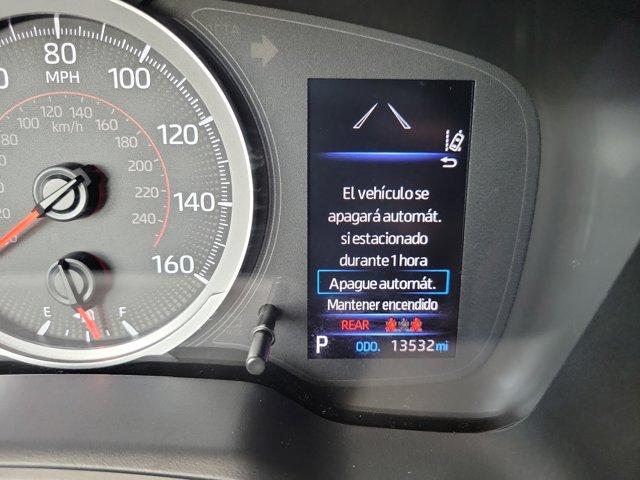 80
100
MPH
120
140
160
100 120 140 160
km/h
80
180
200
220
240
E
F
El vehículo se
apagará automát.
si estacionado
durante 1 hora
Apague automát.
Mantener encendido
REAR
P ODO. 13532 mi